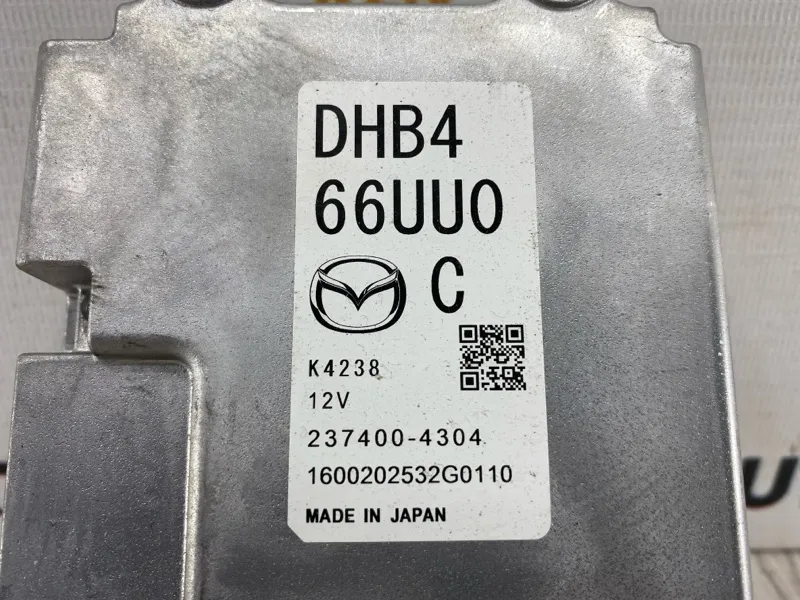 DHB4
66UU0
C
K4238
12V
237400-4304
1600202532G0110
MADE IN JAPAN